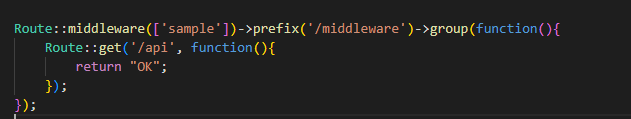 Route::middleware(['sample'])->prefix('/middleware')->group(function(){
    Route::get('/api', function(){
        return "OK";
    });
});